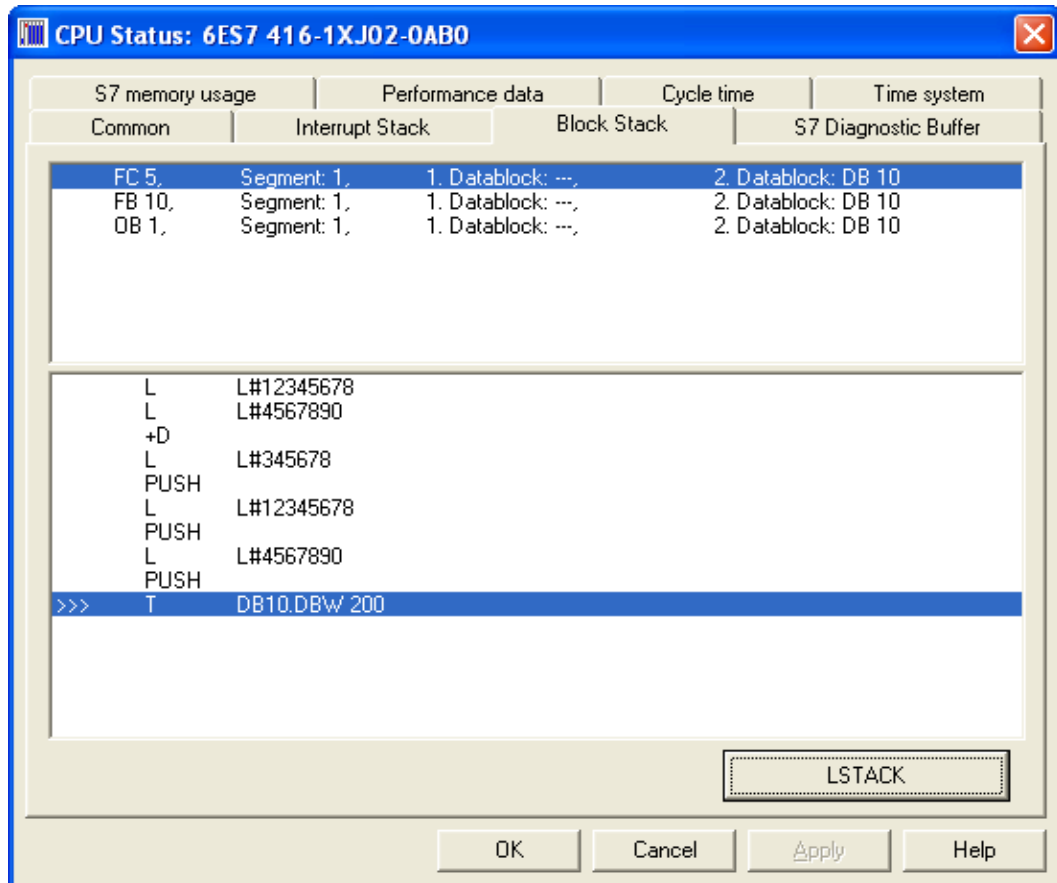 CPU Status: 6ES7 416-1XJ02-0AB0
S7 memory usage Performance data Cycle time Time system
Common Interrupt Stack Block Stack S7 Diagnostic Buffer
FC 5, Segment: 1, 1. Datablock: ---, 2. Datablock: DB 10
FB 10, Segment: 1, 1. Datablock: ---, 2. Datablock: DB 10
OB 1, Segment: 1, 1. Datablock: ---, 2. Datablock: DB 10
L L#12345678
L L#4567890
+D
L L#345678
PUSH
L L#12345678
PUSH
L L#4567890
PUSH
>>> T DB10.DBW 200
LSTACK
OK Cancel Apply Help